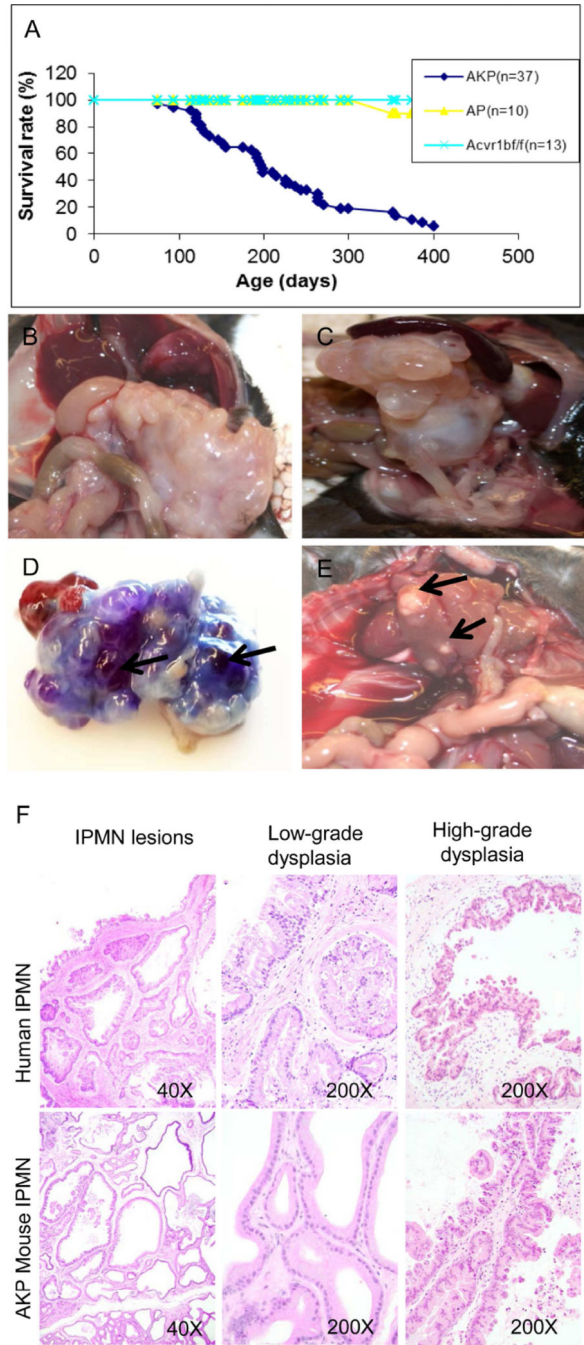 A
Survival rate (%)
120
100
80
60
40
20
0
0 100 200 300 400 500
Age (days)
AKP(n=37)
AP(n=10)
Acvr1bf/f(n=13)
B
C
D
E
F
IPMN lesions
Low-grade
dysplasia
High-grade
dysplasia
Human IPMN
40X
200X
200X
AKP Mouse IPMN
40X
200X
200X